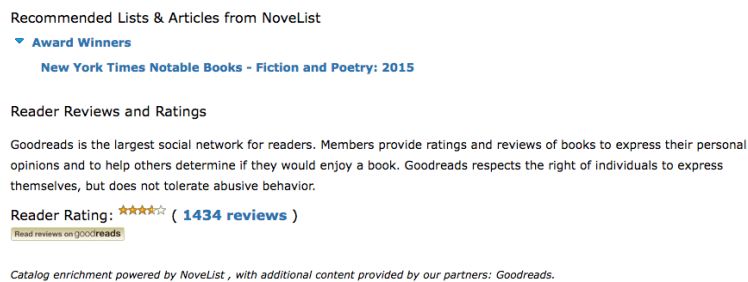 Recommended Lists & Articles from NoveList
Award Winners
New York Times Notable Books - Fiction and Poetry: 2015
Reader Reviews and Ratings
Goodreads is the largest social network for readers. Members provide ratings and reviews of books to express their personal
opinions and to help others determine if they would enjoy a book. Goodreads respects the right of individuals to express
themselves, but does not tolerate abusive behavior.
Reader Rating: ( 1434 reviews )
Read reviews on goodreads
Catalog enrichment powered by NoveList , with additional content provided by our partners: Goodreads.